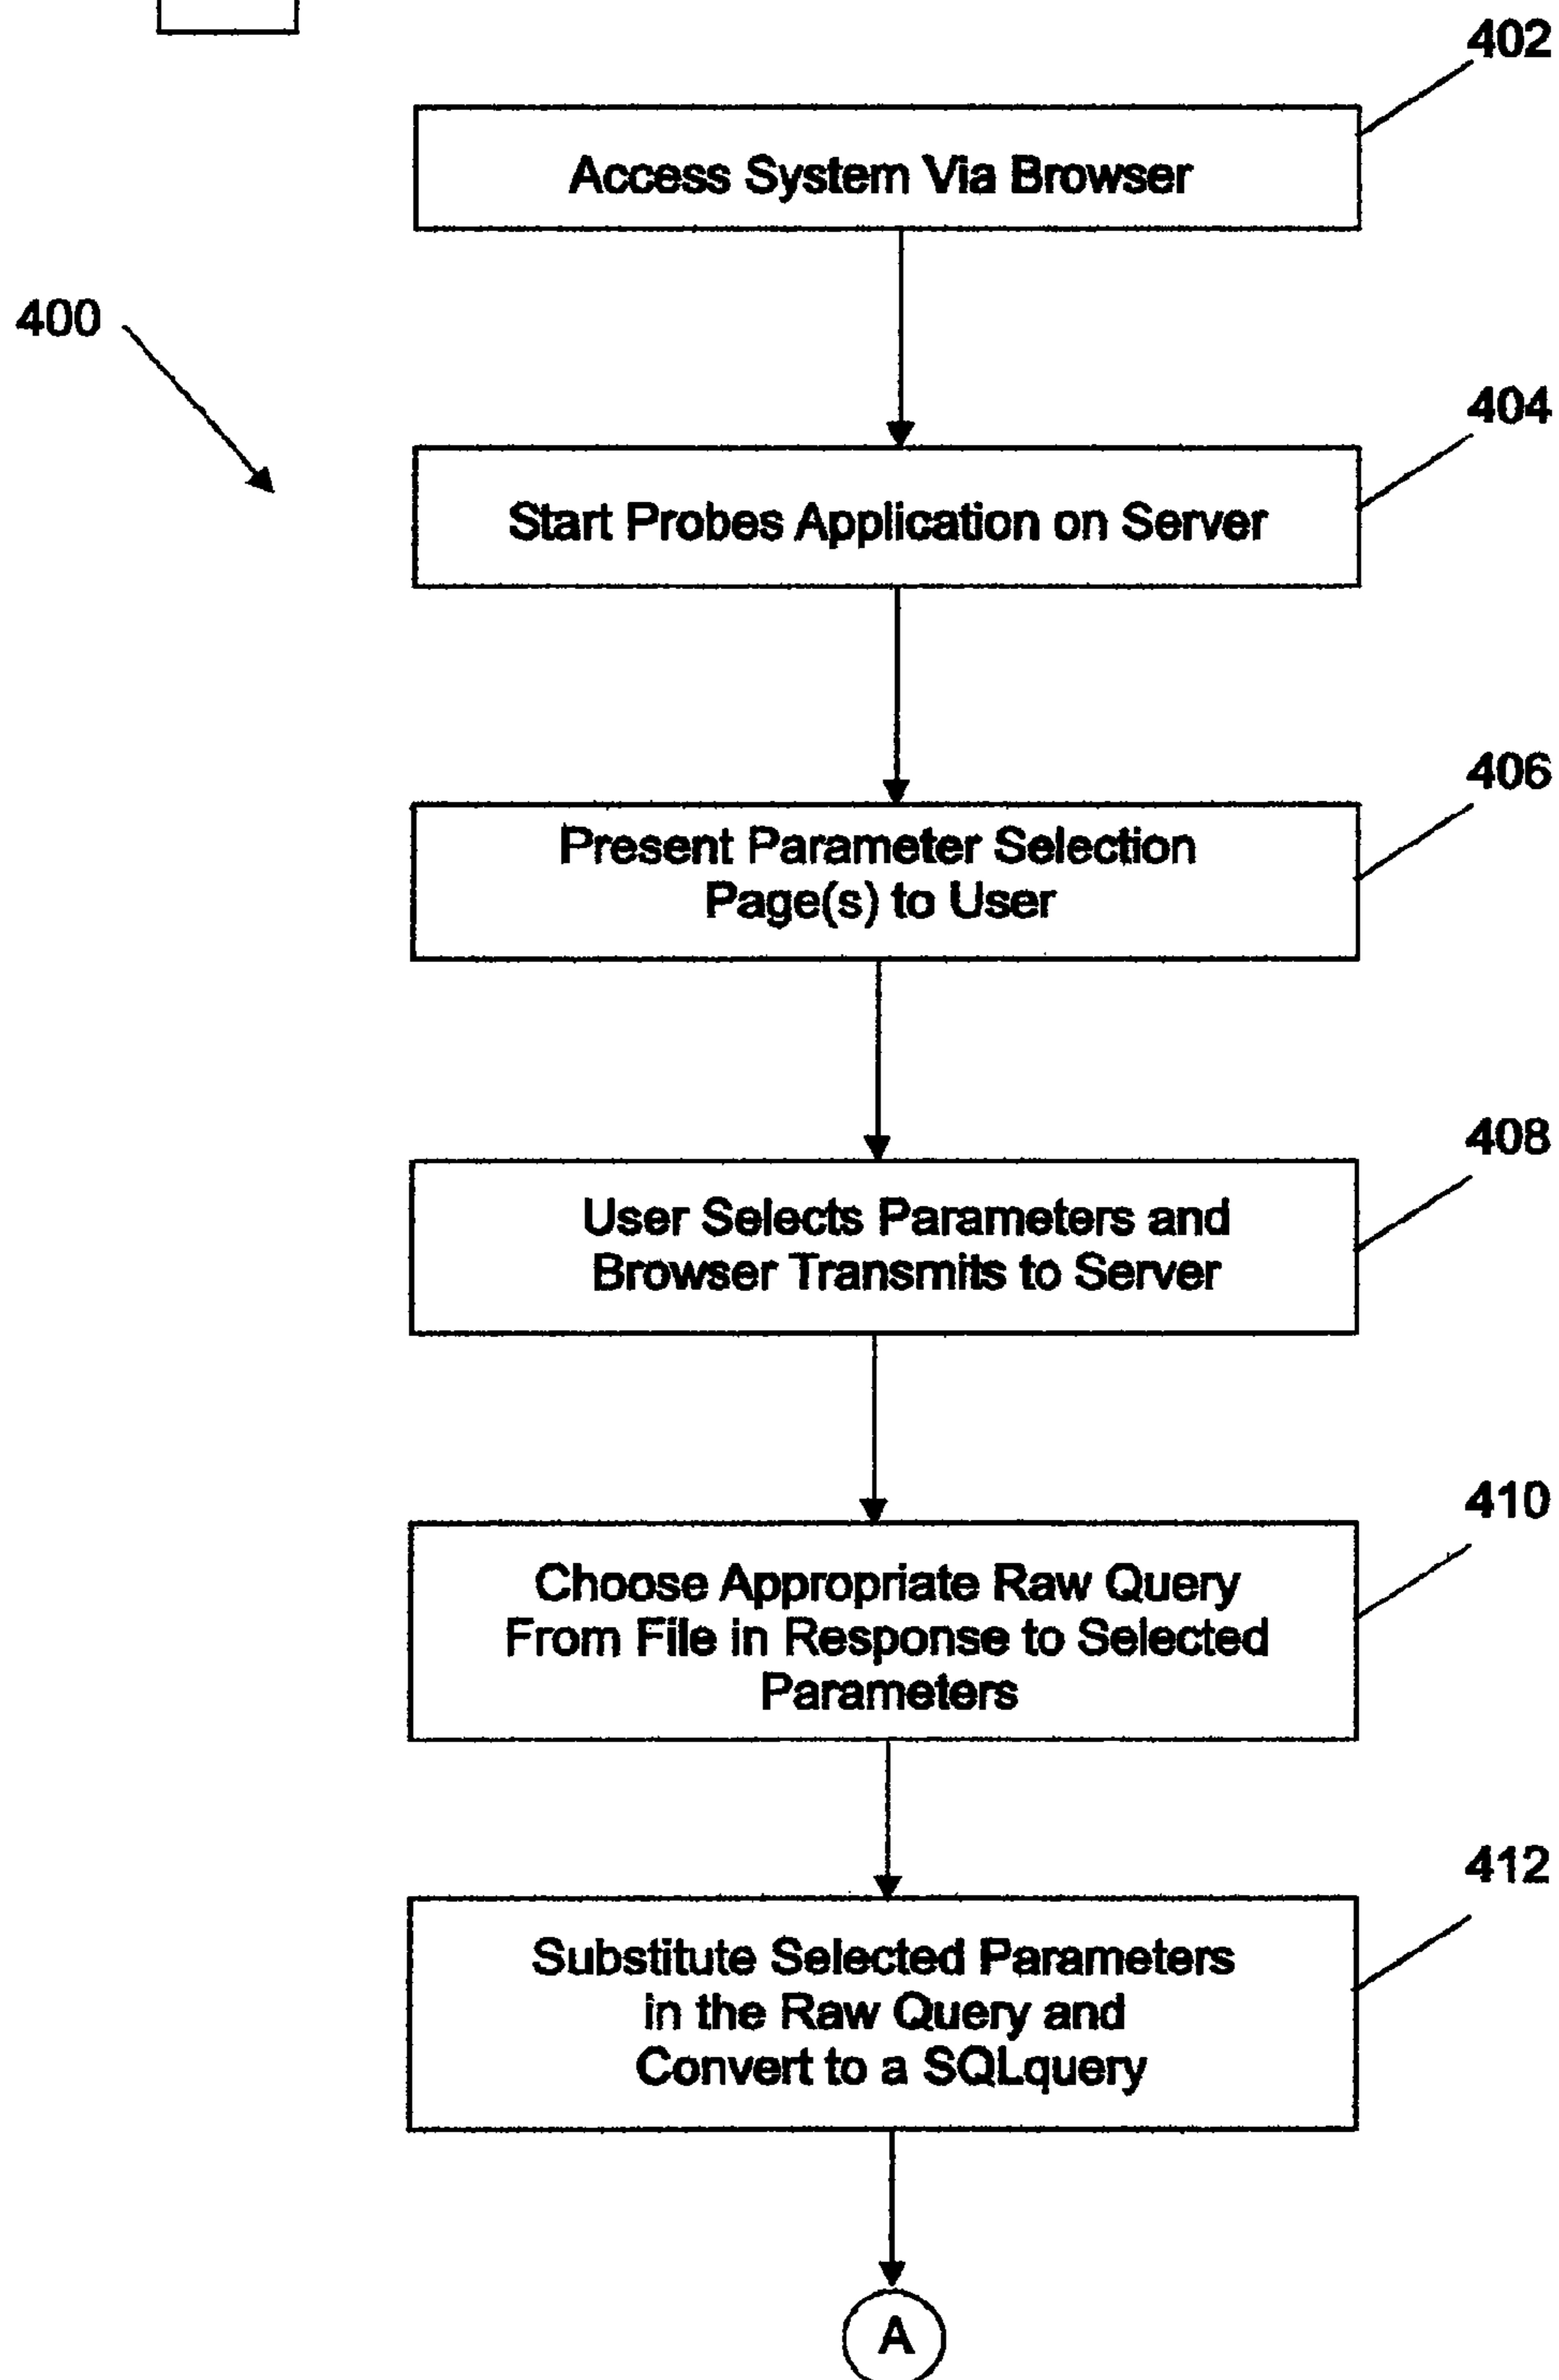 402
Access System Via Browser
400
404
Start Probes Application on Server
406
Present Parameter Selection
Page(s) to User
408
User Selects Parameters and
Browser Transmits to Server
410
Choose Appropriate Raw Query
From File in Response to Selected
Parameters
412
Substitute Selected Parameters
in the Raw Query and
Convert to a SQLquery
A